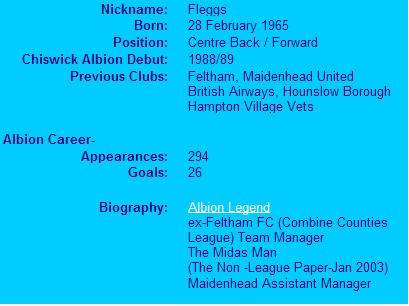 Nickname: Fleggs
Born: 28 February 1965
Position: Centre Back / Forward
Chiswick Albion Debut: 1988/89
Previous Clubs: Feltham, Maidenhead United
British Airways, Hounslow Borough
Hampton Village Vets
Albion Career-
Appearances: 294
Goals: 26
Biography: Albion Legend
ex-Feltham FC (Combine Counties
League) Team Manager
The Midas Man
(The Non -League Paper-Jan 2003)
Maidenhead Assistant Manager